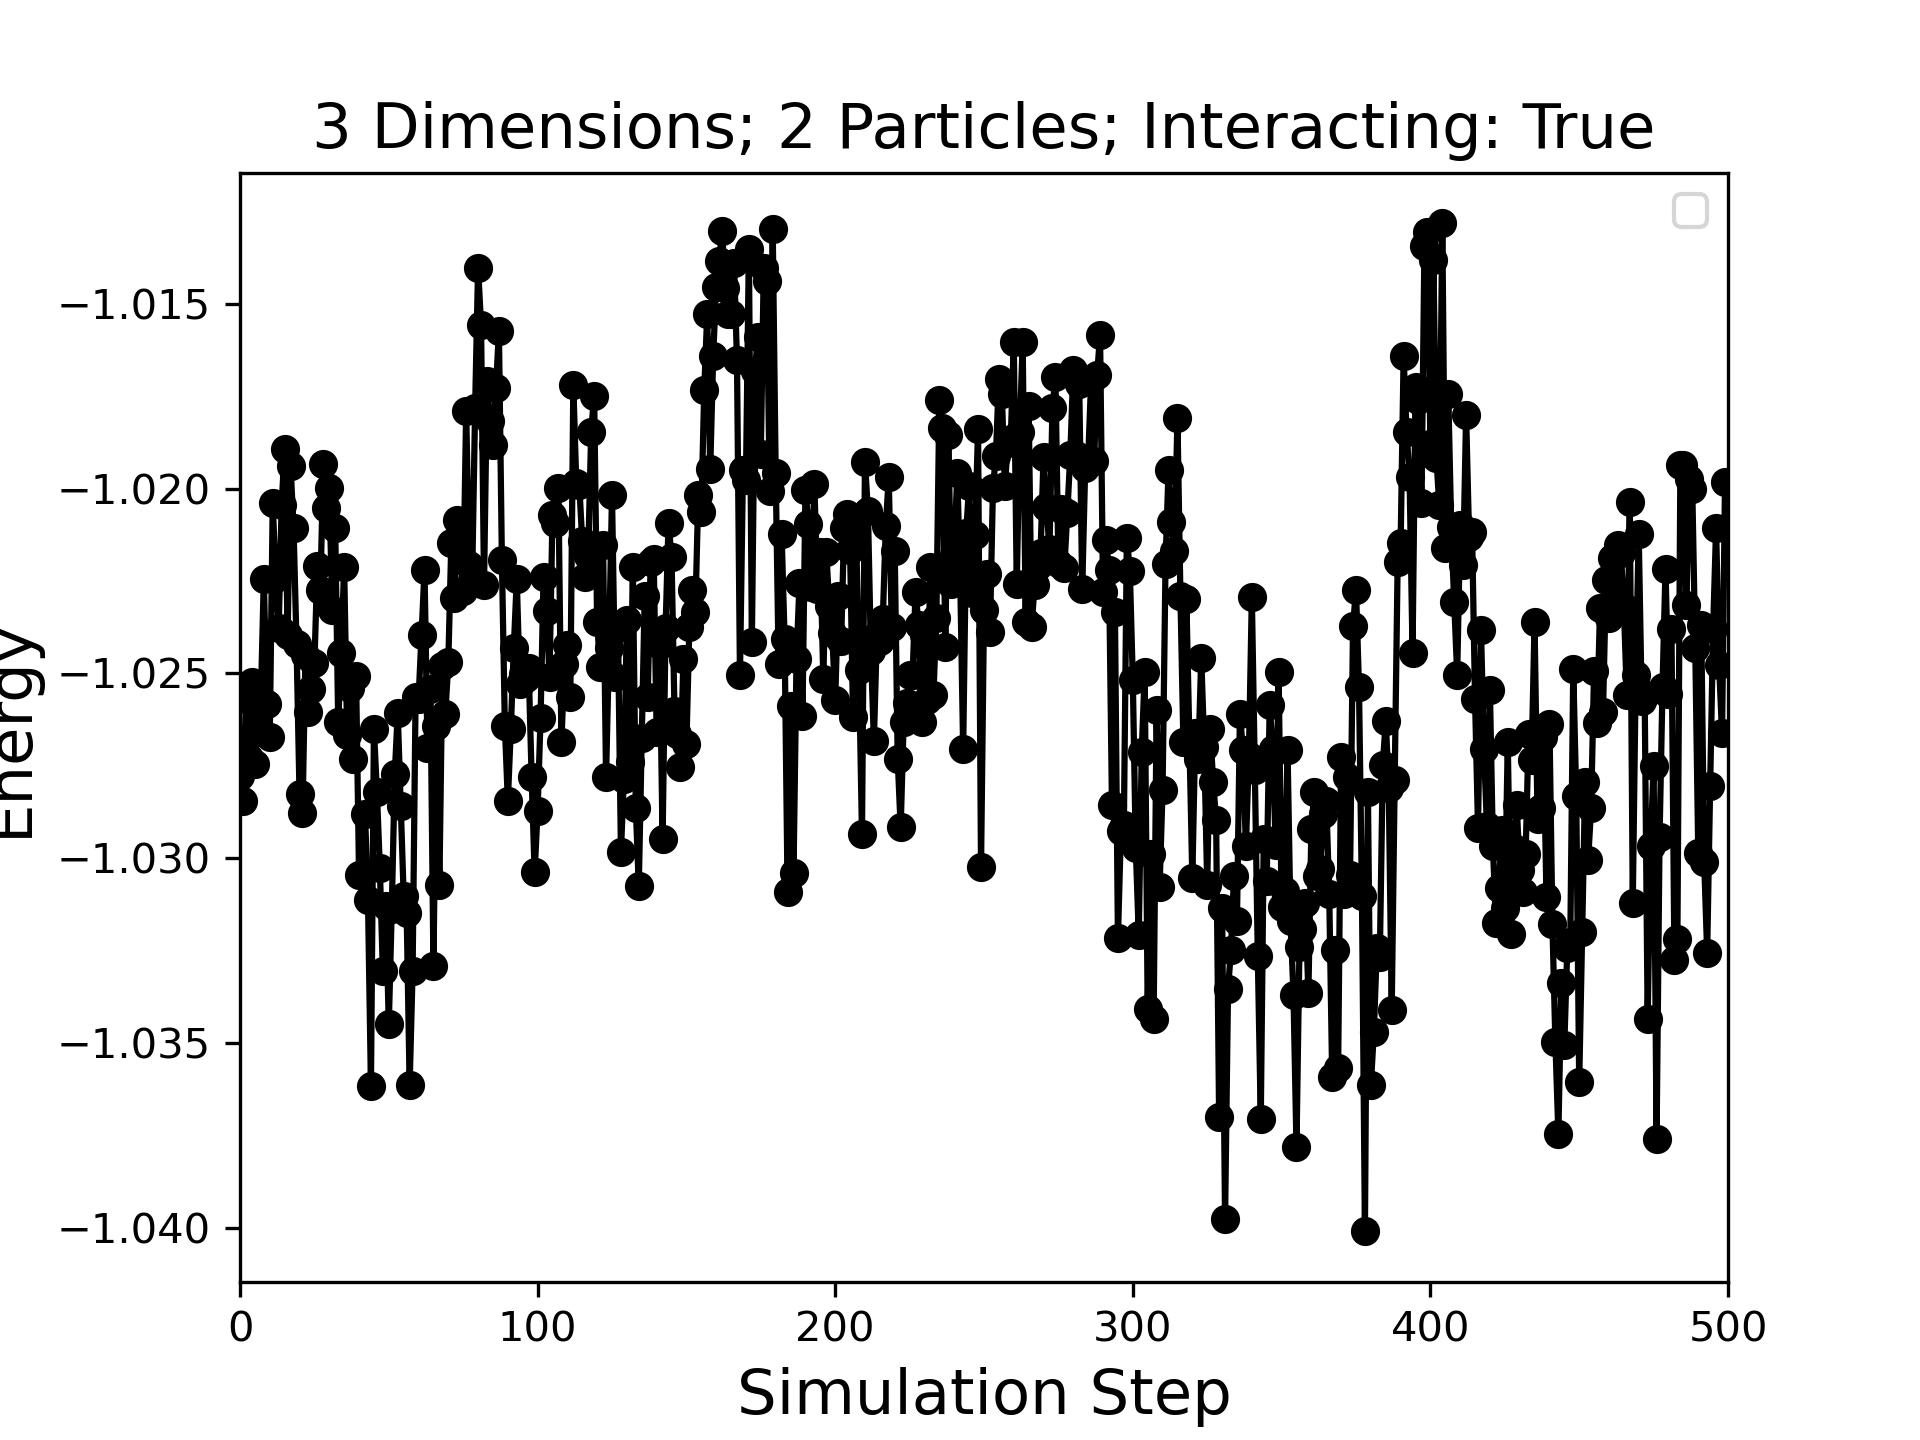 3 Dimensions; 2 Particles; Interacting: True
Energy
−1.015
−1.020
−1.025
−1.030
−1.035
−1.040
0 100 200 300 400 500
Simulation Step